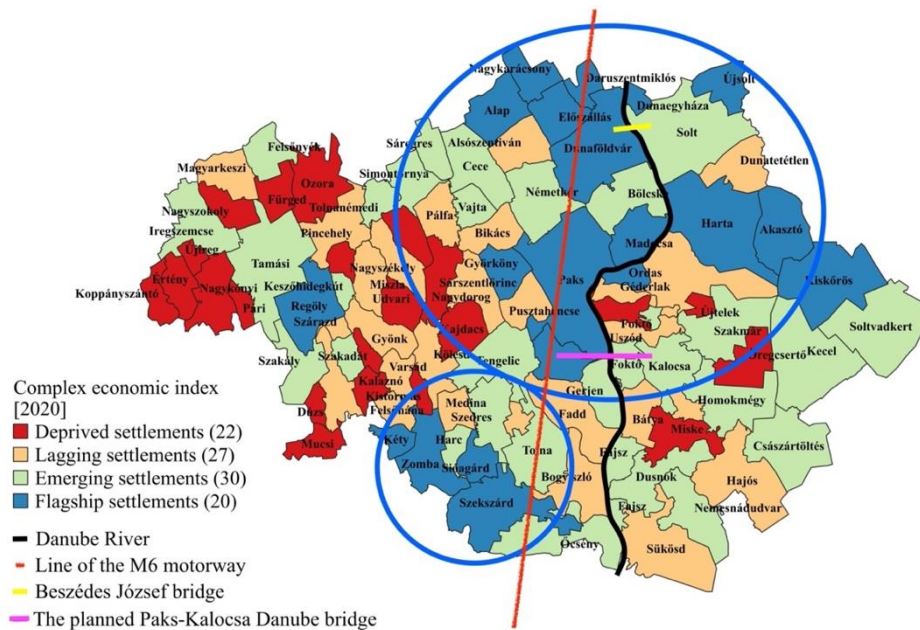 Nagykarácsony
Daruszentmiklós
Újsolt
Alap
Előszállás
Dunaegyháza
Solt
Felsőnyék
Sáregres
Alsószentiván
Dunaföldvár
Magyarkeszi
Simontornya
Cece
Dunatetétlen
Ozora
Fürged
Tolnanémedi
Németkér
Bölcske
Nagyszokoly
Pálfa
Vajta
Harta
Akasztó
Iregszemcse
Pincehely
Bikács
Madocsa
Újireg
Tamási
Nagyszékely
Györköny
Paks
Ordas
Kiskőrös
Értény
Keszőhidegkút
Miszla
Sárszentlőrinc
Géderlak
Koppányszántó
Nagykónyi
Udvari
Nagydorog
Pári
Regöly
Pusztahencse
Újtelek
Szárazd
Foktő
Szakmár
Soltvadkert
Gyönk
Kajdacs
Uszód
Öregcsertő
Kecel
Szakály
Szakadát
Varsád
Kölesd
Tengelic
Foktő
Kalocsa
Kalaznó
Gerjen
Homokmégy
Kistormás
Medina
Dúzs
Felsőnána
Szedres
Fadd
Bátya
Mucsi
Kéty
Harc
Tolna
Miske
Császártöltés
Zomba
Sióagárd
Bogyiszló
Fajsz
Dusnok
Hajós
Szekszárd
Fajsz
Nemesnádudvar
Őcsény
Sükösd
Complex economic index
[2020]
Deprived settlements (22)
Lagging settlements (27)
Emerging settlements (30)
Flagship settlements (20)
Danube River
Line of the M6 motorway
Beszédes József bridge
The planned Paks-Kalocsa Danube bridge